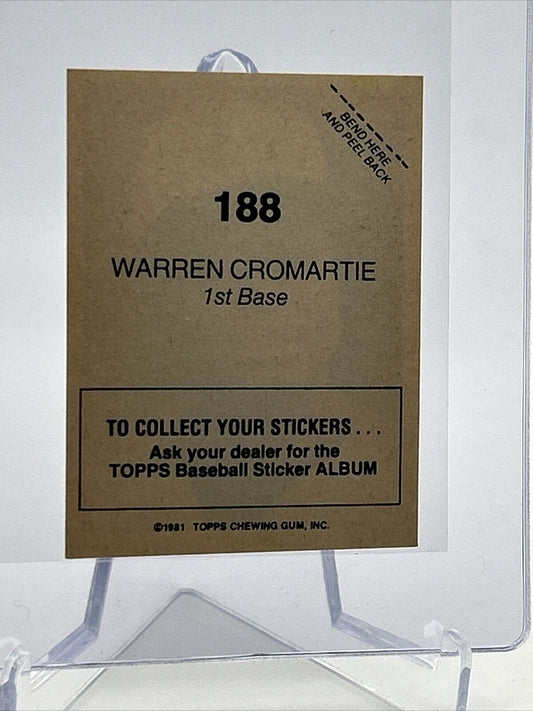 BEND HERE
AND PEEL BACK
188
WARREN CROMARTIE
1st Base
TO COLLECT YOUR STICKERS...
Ask your dealer for the
TOPPS Baseball Sticker ALBUM
©1981 TOPPS CHEWING GUM, INC.